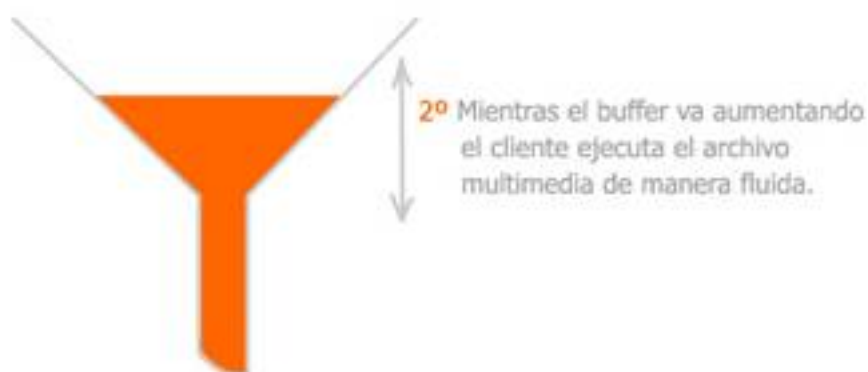 2º Mientras el buffer va aumentando
el cliente ejecuta el archivo
multimedia de manera fluida.